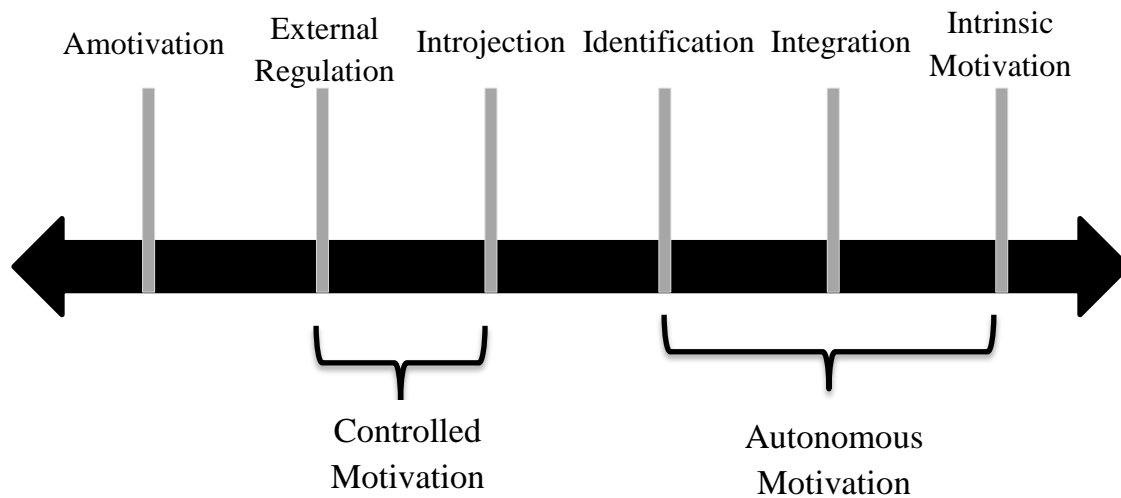 Amotivation
External
Regulation
Introjection
Identification
Integration
Intrinsic
Motivation
Controlled
Motivation
Autonomous
Motivation